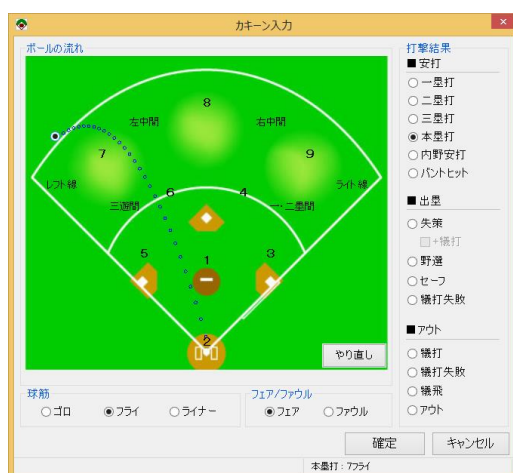 カキーン入力
ボールの流れ
8
左中間
右中間
7
9
レフト線
ライト線
三遊間
6
4
一・二塁間
5
1
3
2
やり直し
打撃結果
■ 安打
一塁打
二塁打
三塁打
本塁打
内野安打
バントヒット
■ 出塁
失策
+犠打
野選
セーフ
犠打失敗
■アウト
犠打
犠打失敗
犠飛
アウト
球筋
ゴロ
フライ
ライナー
フェア/ファウル
フェア
ファウル
確定
キャンセル
本塁打：7フライ